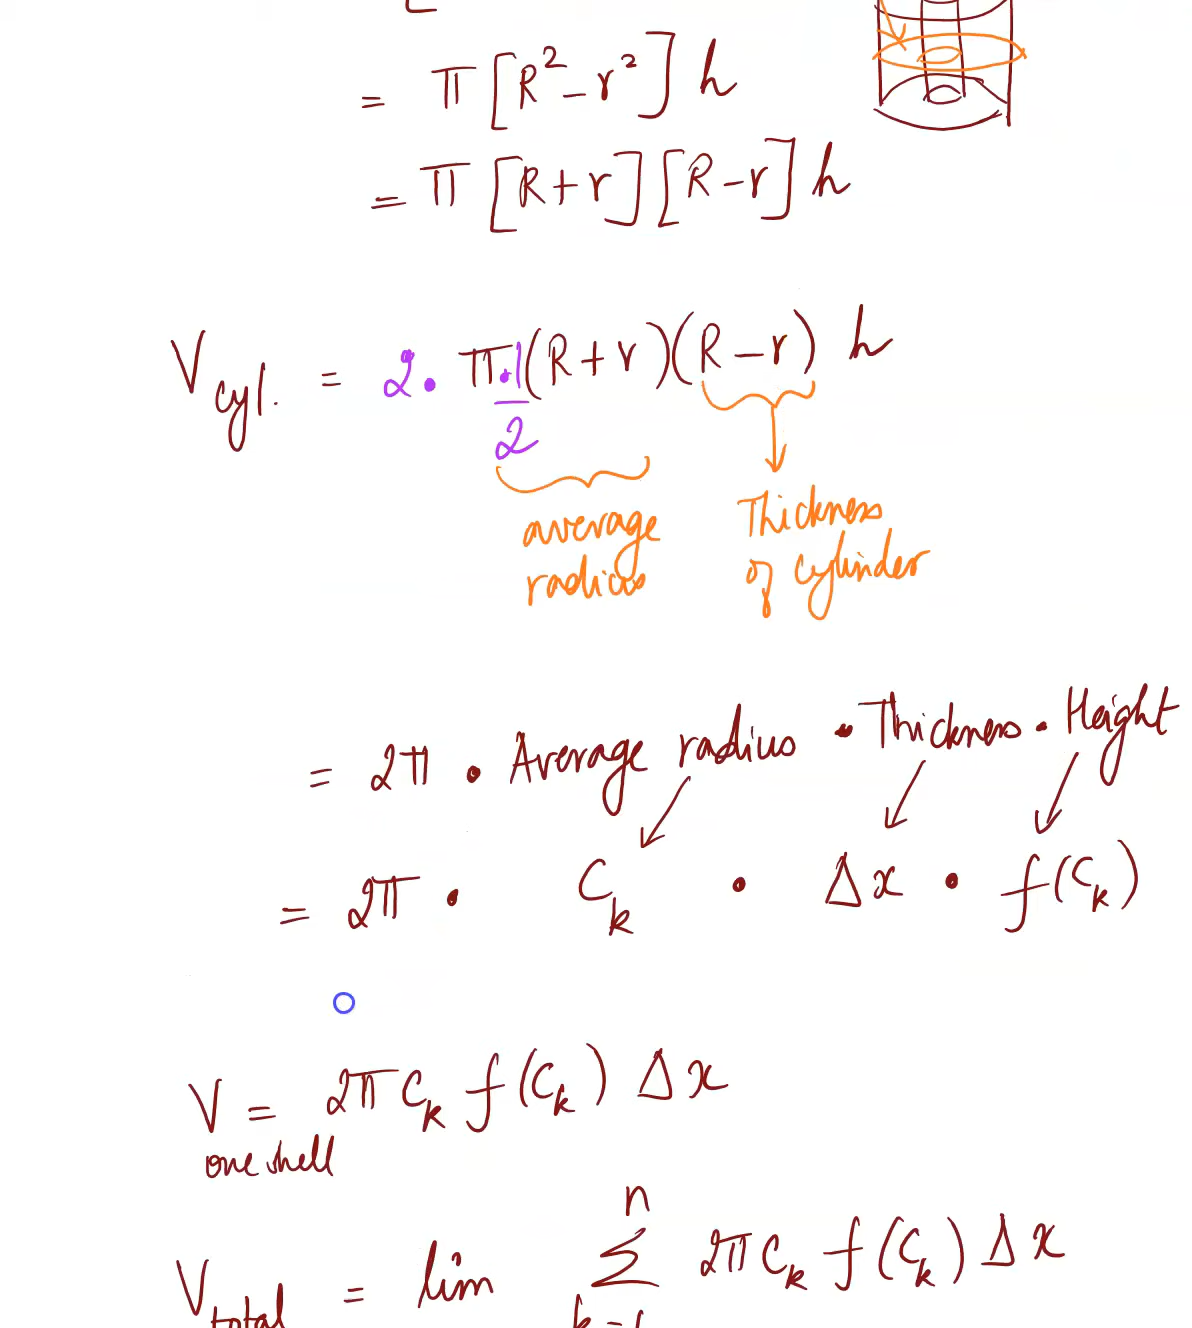 = π [R² − r²] h
= π [R + r] [R − r] h
V cyl. = 2 · π · 1/2 (R + r)(R − r) h
average radius
Thickness of cylinder
= 2π · Average radius · Thickness · Height
= 2π · C_k · Δx · f(C_k)
V one shell = 2π C_k f(C_k) Δx
V total = lim n Σ k=1 2π C_k f(C_k) Δx